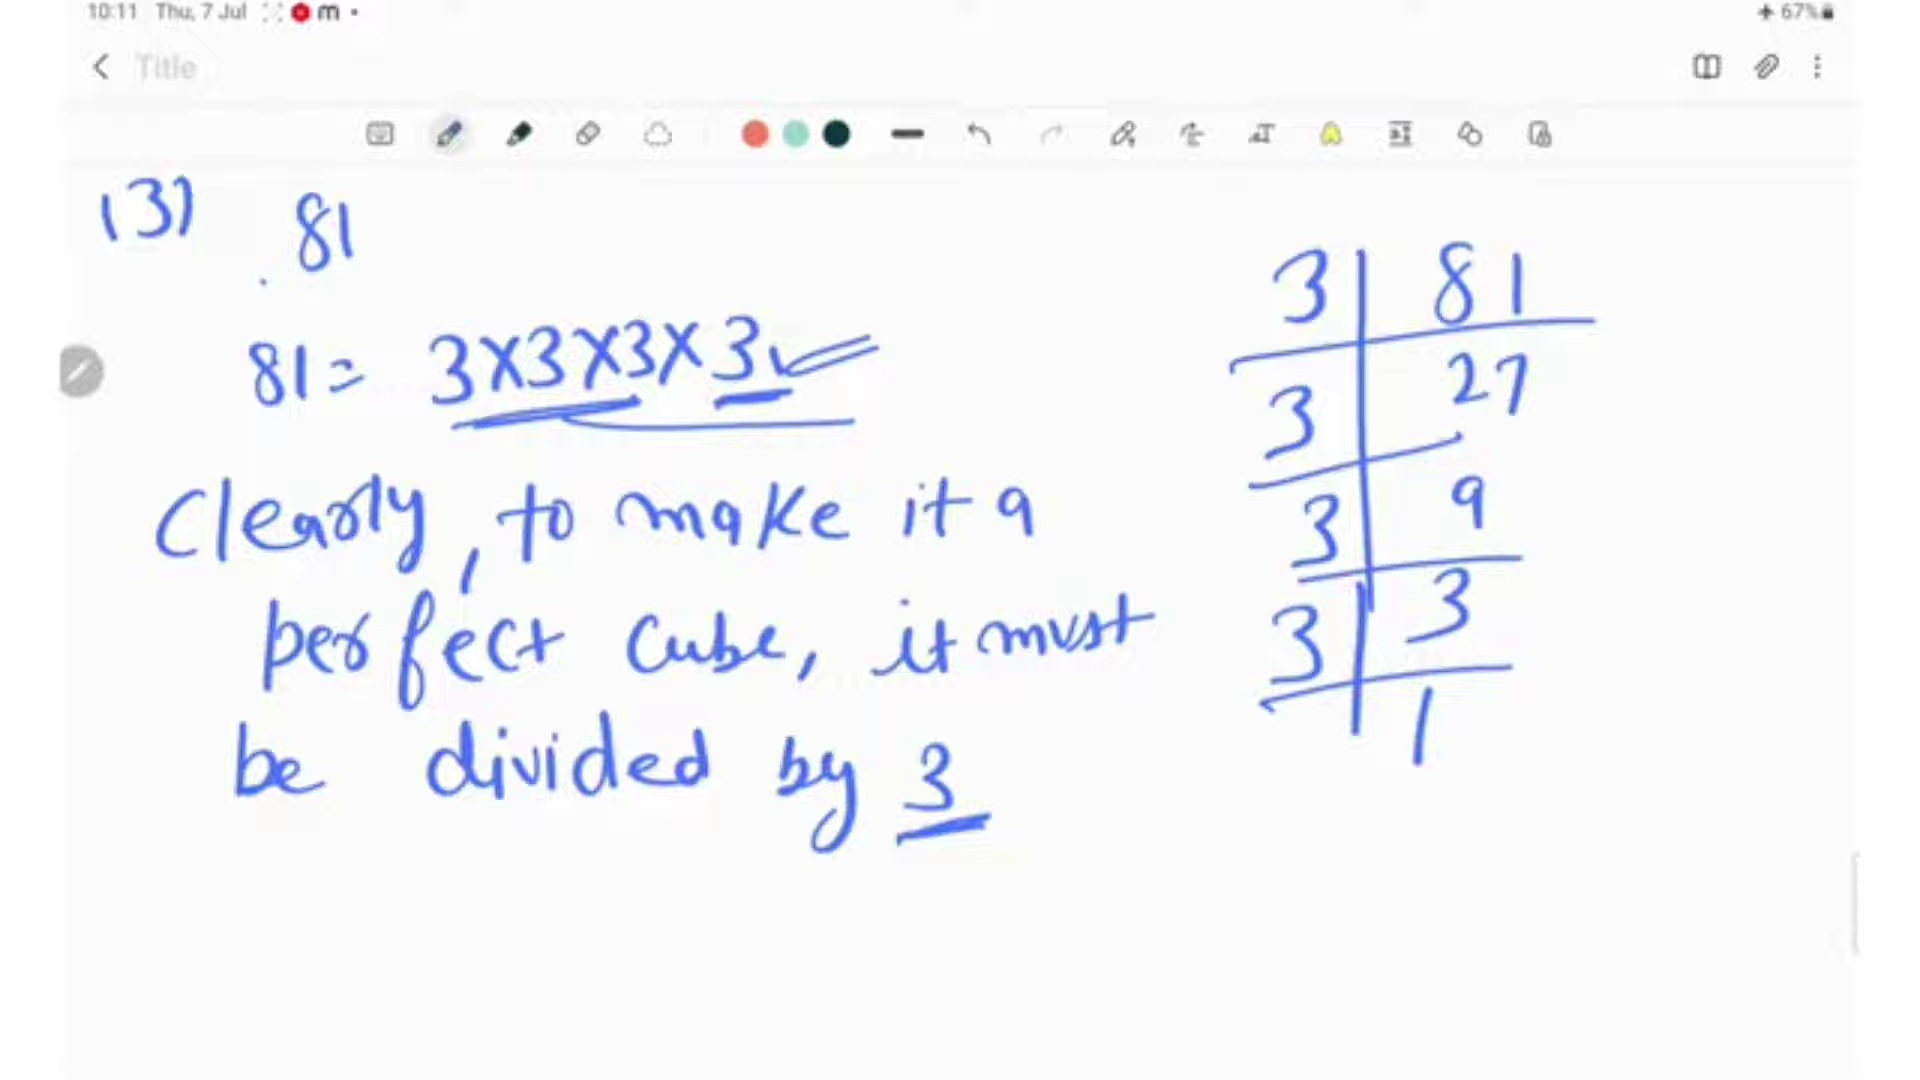 10:11 Thu, 7 Jul m •
67%
Title
(3) 81
81 = 3×3×3×3
Clearly, to make it a
perfect cube, it must
be divided by 3
3 | 81
3 | 27
3 | 9
3 | 3
1